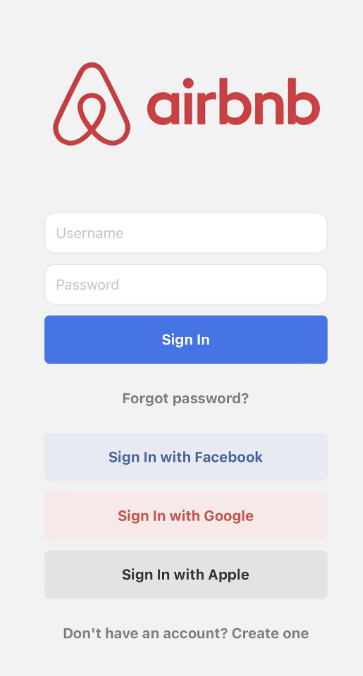 airbnb
Username
Password
Sign In
Forgot password?
Sign In with Facebook
Sign In with Google
Sign In with Apple
Don't have an account? Create one